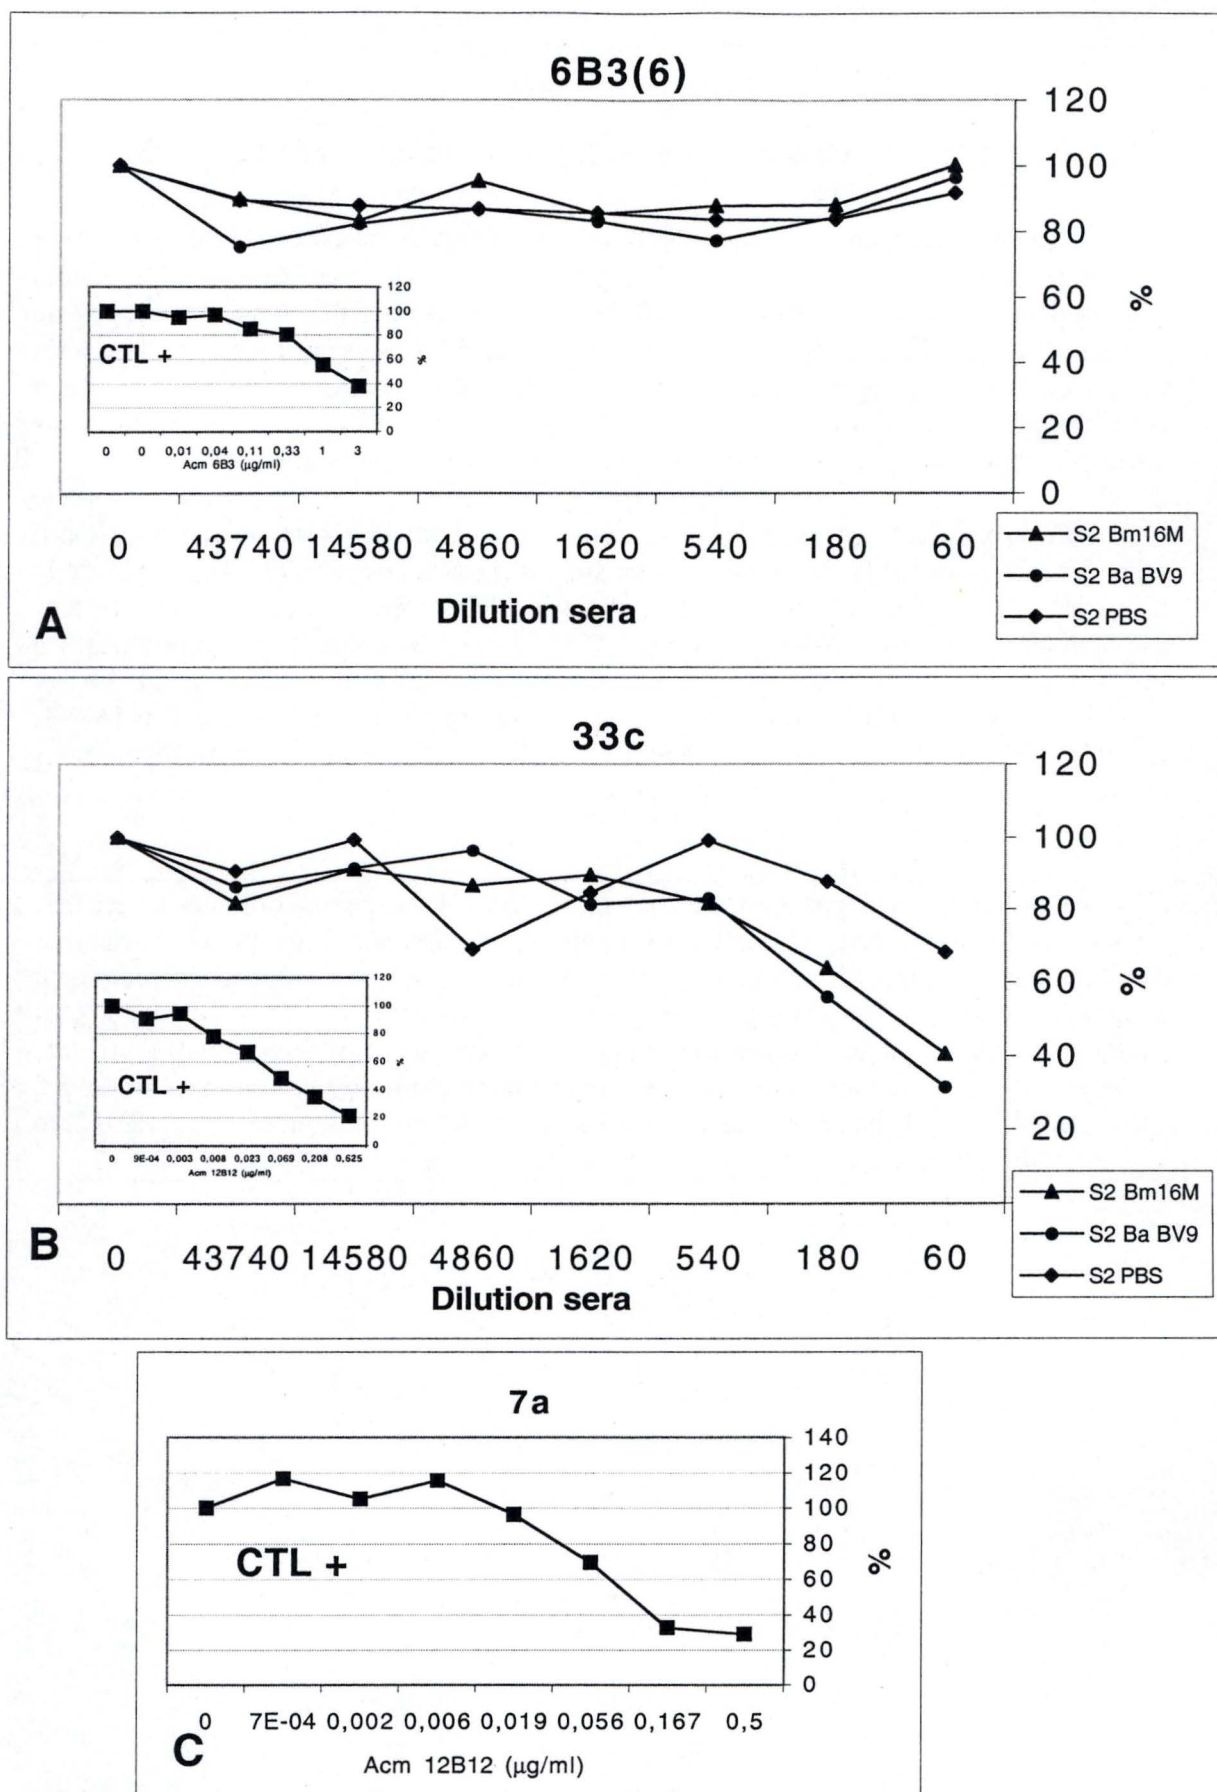 6B3(6)
120
100
80
60
40
20
0
%
120
100
80
60
40
20
0
%
CTL +
0 0 0,01 0,04 0,11 0,33 1 3
Acm 6B3 (µg/ml)
0 43740 14580 4860 1620 540 180 60
Dilution sera
S2 Bm16M
S2 Ba BV9
S2 PBS
A
33c
120
100
80
60
40
20
%
120
100
80
60
40
20
0
%
CTL +
0 9E-04 0,003 0,008 0,023 0,069 0,208 0,625
Acm 12B12 (µg/ml)
0 43740 14580 4860 1620 540 180 60
Dilution sera
S2 Bm16M
S2 Ba BV9
S2 PBS
B
7a
140
120
100
80
60
40
20
0
%
CTL +
0 7E-04 0,002 0,006 0,019 0,056 0,167 0,5
Acm 12B12 (µg/ml)
C